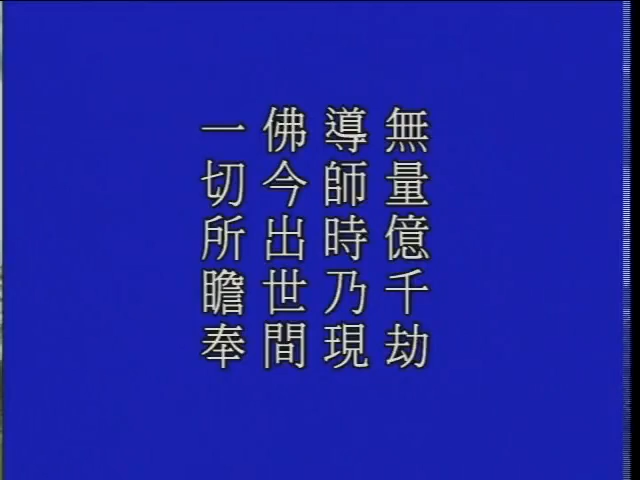 無量億千劫
導師時乃現
佛今出世間
一切所瞻奉